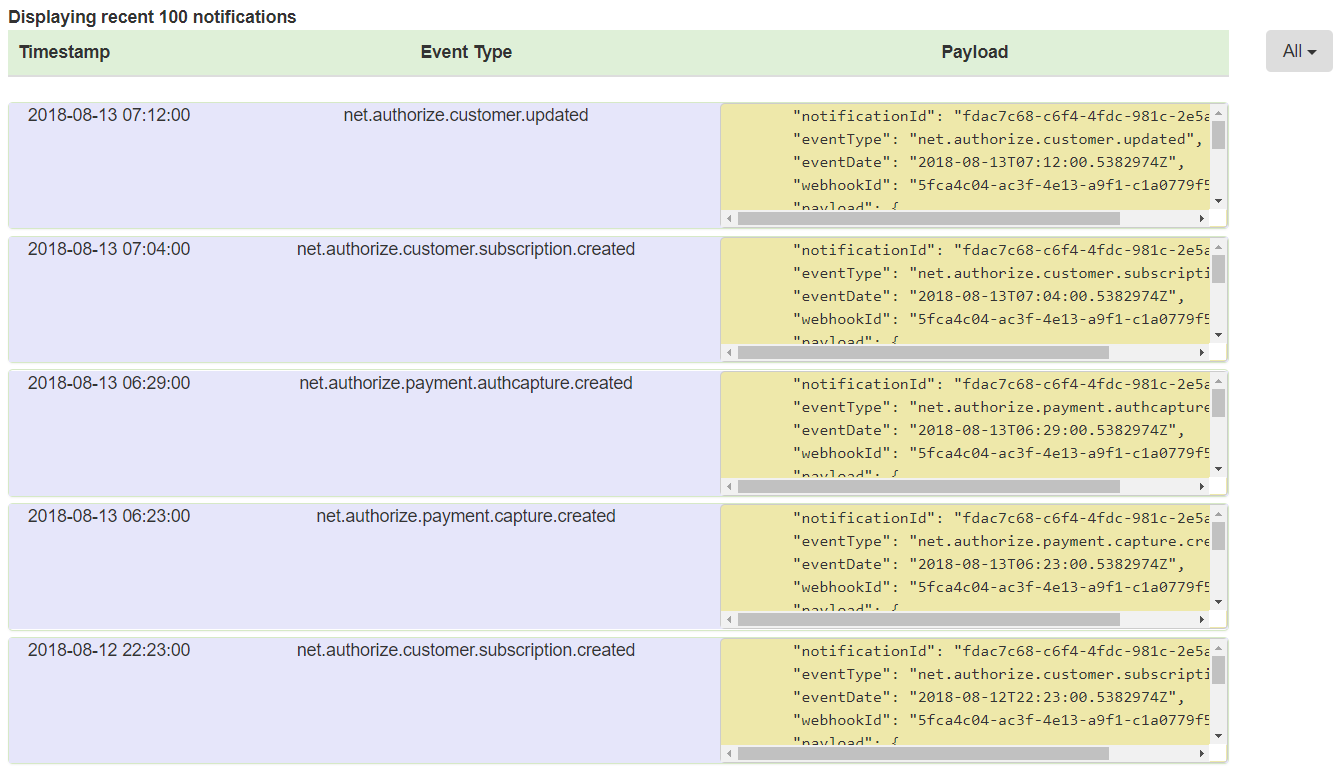 Displaying recent 100 notifications
Timestamp Event Type Payload All
2018-08-13 07:12:00 net.authorize.customer.updated "notificationId": "fdac7c68-c6f4-4fdc-981c-2e5a
"eventType": "net.authorize.customer.updated",
"eventDate": "2018-08-13T07:12:00.5382974Z",
"webhookId": "5fca4c04-ac3f-4e13-a9f1-c1a0779f5
"payload": {
2018-08-13 07:04:00 net.authorize.customer.subscription.created "notificationId": "fdac7c68-c6f4-4fdc-981c-2e5a
"eventType": "net.authorize.customer.subscripti
"eventDate": "2018-08-13T07:04:00.5382974Z",
"webhookId": "5fca4c04-ac3f-4e13-a9f1-c1a0779f5
"payload": {
2018-08-13 06:29:00 net.authorize.payment.authcapture.created "notificationId": "fdac7c68-c6f4-4fdc-981c-2e5a
"eventType": "net.authorize.payment.authcapture
"eventDate": "2018-08-13T06:29:00.5382974Z",
"webhookId": "5fca4c04-ac3f-4e13-a9f1-c1a0779f5
"payload": {
2018-08-13 06:23:00 net.authorize.payment.capture.created "notificationId": "fdac7c68-c6f4-4fdc-981c-2e5a
"eventType": "net.authorize.payment.capture.cre
"eventDate": "2018-08-13T06:23:00.5382974Z",
"webhookId": "5fca4c04-ac3f-4e13-a9f1-c1a0779f5
"payload": {
2018-08-12 22:23:00 net.authorize.customer.subscription.created "notificationId": "fdac7c68-c6f4-4fdc-981c-2e5a
"eventType": "net.authorize.customer.subscripti
"eventDate": "2018-08-12T22:23:00.5382974Z",
"webhookId": "5fca4c04-ac3f-4e13-a9f1-c1a0779f5
"payload": {